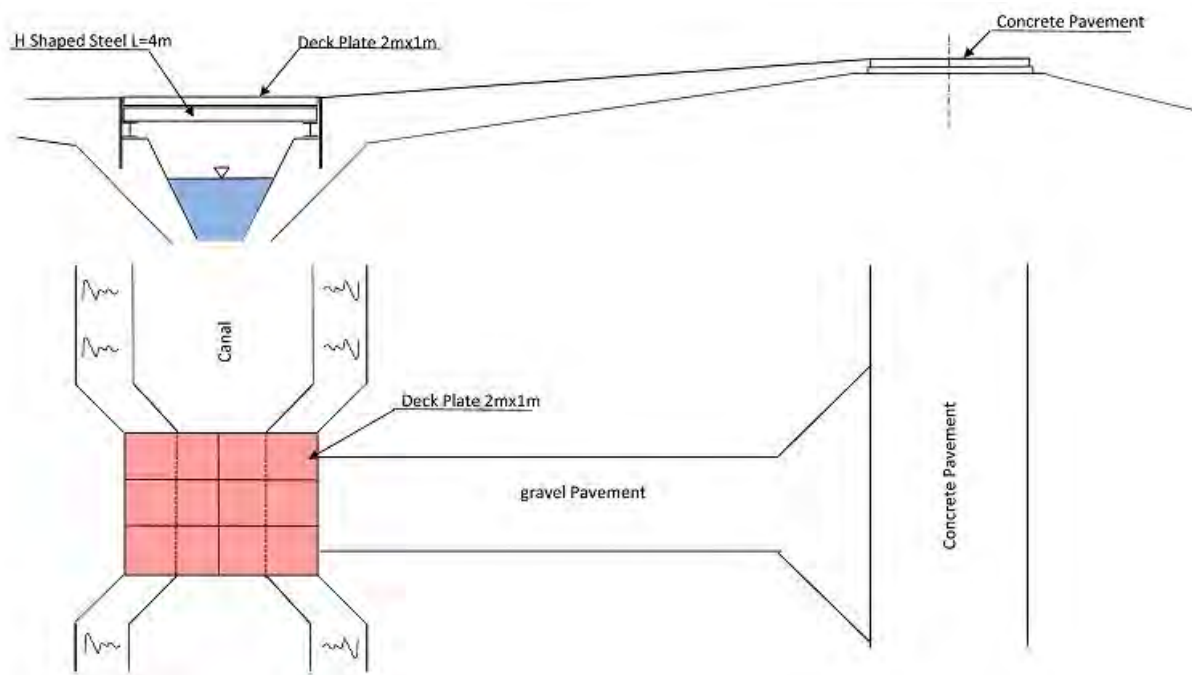 H Shaped Steel L=4m
Deck Plate 2mx1m
Concrete Pavement
Canal
Deck Plate 2mx1m
gravel Pavement
Concrete Pavement